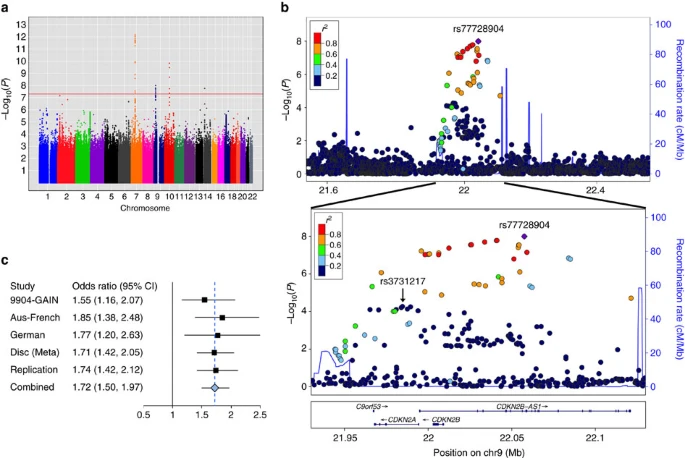 a
13
12
11
10
9
8
7
6
5
4
3
2
1
–Log10(P)
1 2 3 4 5 6 7 8 9 10 12 14 16 18 20 22
Chromosome
b
rs77728904
r2
0.8
0.6
0.4
0.2
8
6
4
2
0
–Log10(P)
100
80
60
40
20
0
Recombination rate (cM/Mb)
21.6 22 22.4
rs77728904
r2
0.8
0.6
0.4
0.2
rs3731217
10
8
6
4
2
0
–Log10(P)
100
80
60
40
20
0
Recombination rate (cM/Mb)
C9orf53→ CDKN2B–AS1→
←CDKN2A ←CDKN2B
21.95 22 22.05 22.1
Position on chr9 (Mb)
c
Study Odds ratio (95% CI)
9904-GAIN 1.55 (1.16, 2.07)
Aus-French 1.85 (1.38, 2.48)
German 1.77 (1.20, 2.63)
Disc (Meta) 1.71 (1.42, 2.05)
Replication 1.74 (1.42, 2.12)
Combined 1.72 (1.50, 1.97)
0.5 1 1.5 2 2.5